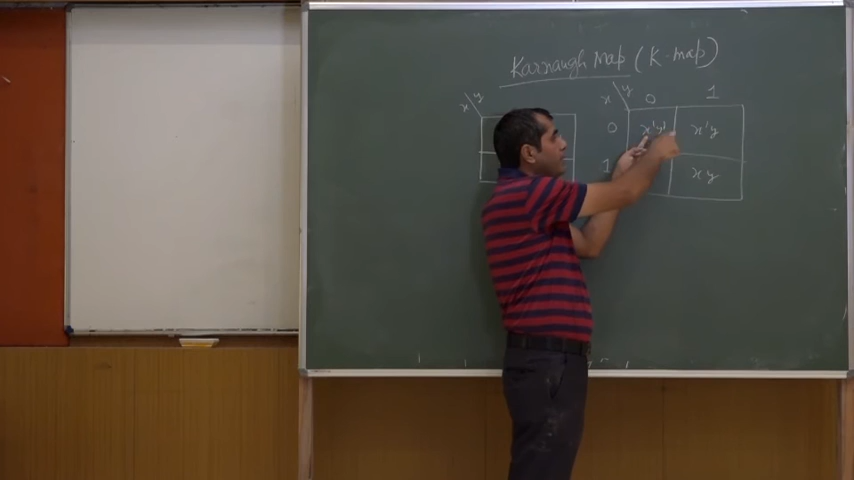 Karnaugh Map (K-map)
x y
x y 0 1
0 x'y' x'y
1 xy